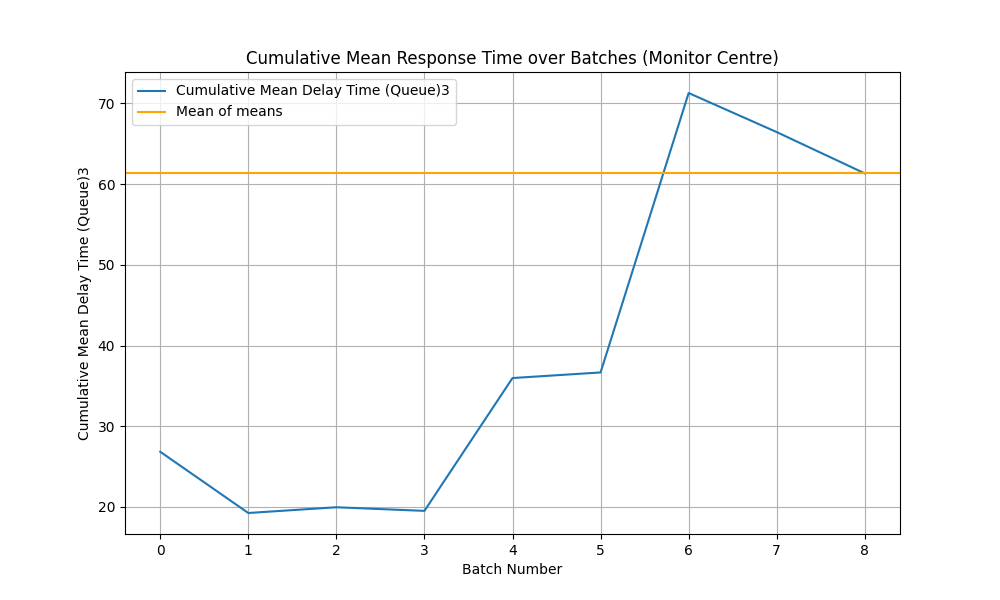 Cumulative Mean Response Time over Batches (Monitor Centre)
Cumulative Mean Delay Time (Queue)3
Mean of means
Cumulative Mean Delay Time (Queue)3
70
60
50
40
30
20
0 1 2 3 4 5 6 7 8
Batch Number